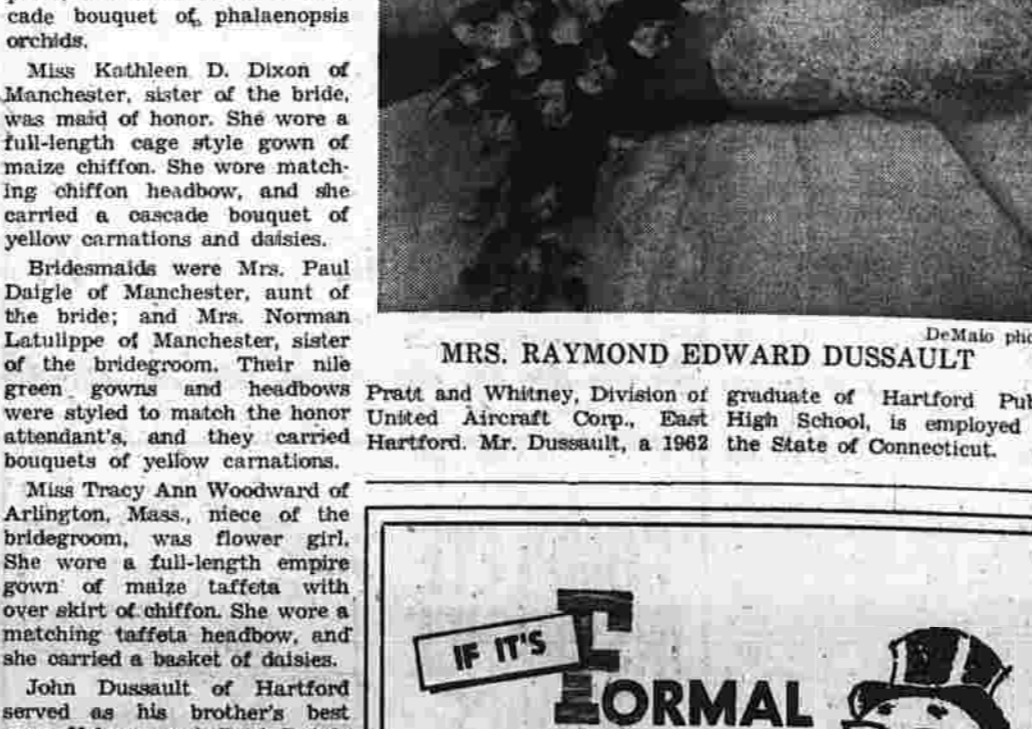 cade bouquet of phalaenopsis
orchids.
Miss Kathleen D. Dixon of
Manchester, sister of the bride,
was maid of honor. She wore a
full-length cage style gown of
maize chiffon. She wore match-
ing chiffon headbow, and she
carried a cascade bouquet of
yellow carnations and daisies.
Bridesmaids were Mrs. Paul
Daigle of Manchester, aunt of
the bride; and Mrs. Norman
Latulippe of Manchester, sister
of the bridegroom. Their nile
green gowns and headbows
were styled to match the honor
attendant's, and they carried
bouquets of yellow carnations.
Miss Tracy Ann Woodward of
Arlington, Mass., niece of the
bridegroom, was flower girl.
She wore a full-length empire
gown of maize taffeta with
over skirt of chiffon. She wore a
matching taffeta headbow, and
she carried a basket of daisies.
John Dussault of Hartford
served as his brother's best
DeMaio pho
MRS. RAYMOND EDWARD DUSSAULT
Pratt and Whitney, Division of
United Aircraft Corp., East
Hartford. Mr. Dussault, a 1962
graduate of Hartford Pub
High School, is employed
the State of Connecticut.
IF IT'S
FORMAL